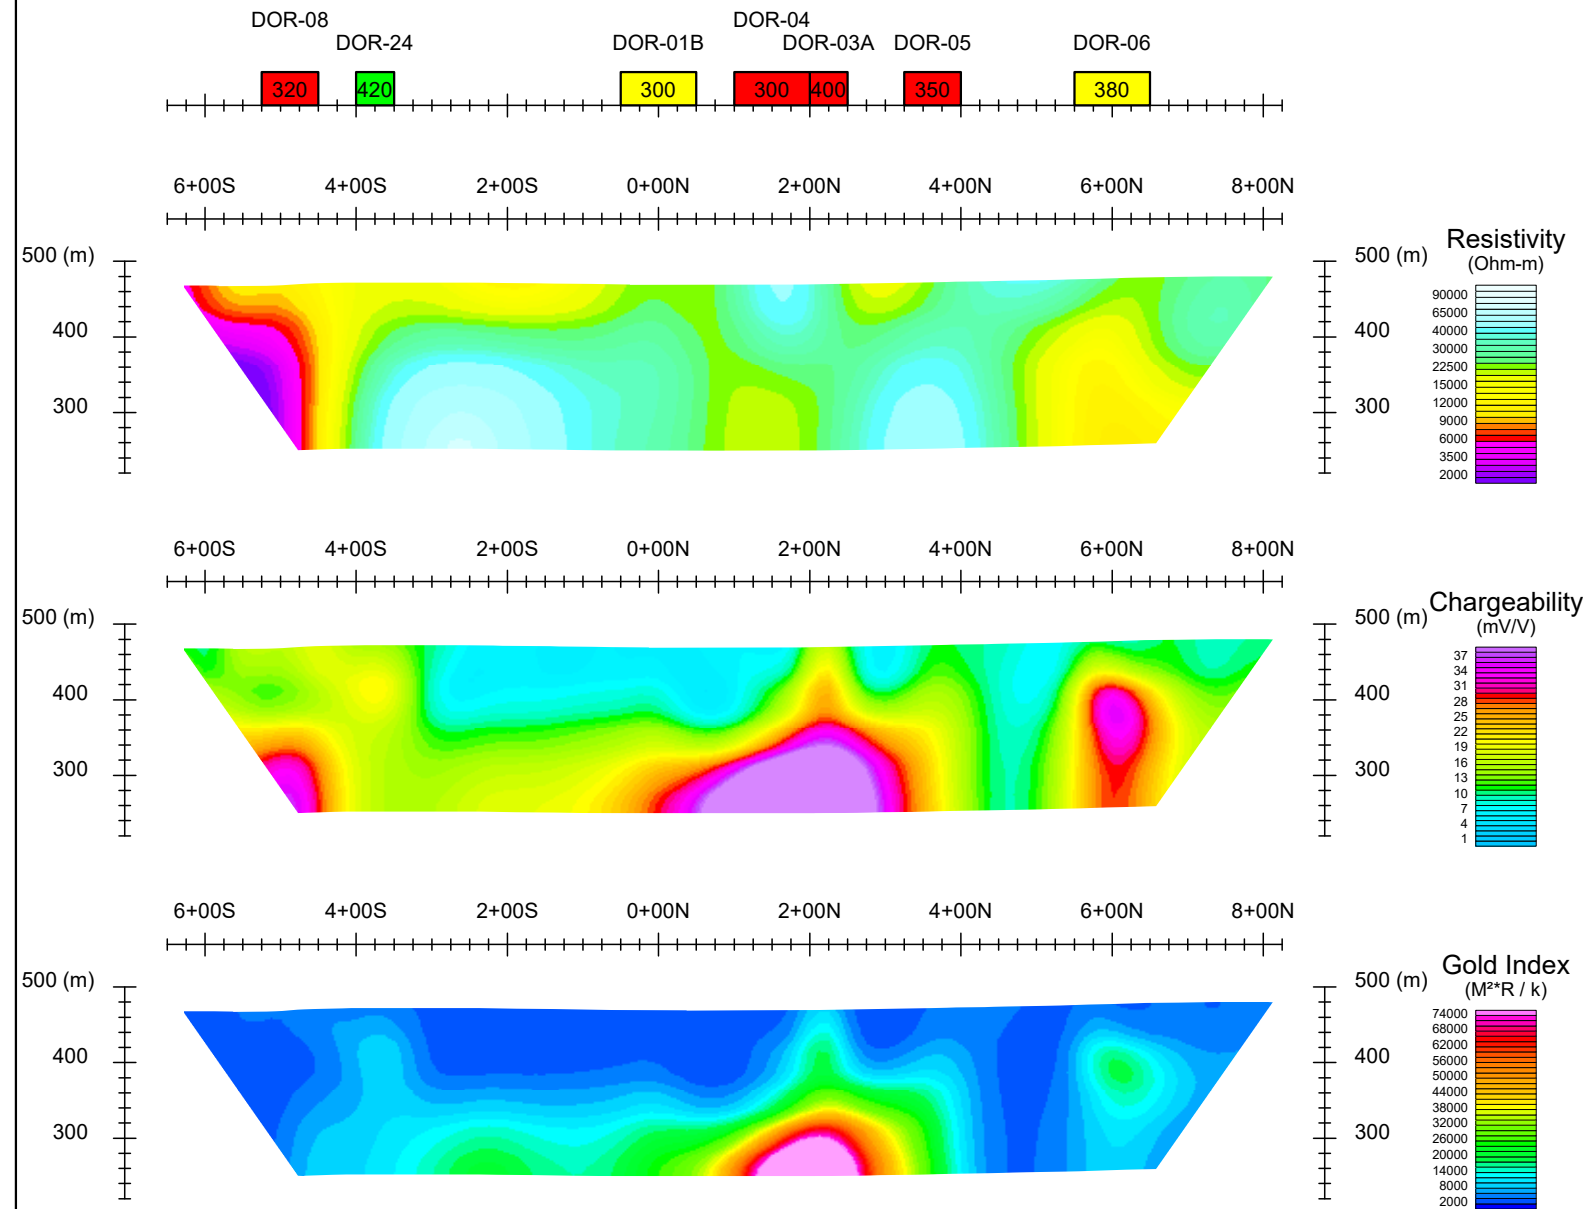 DOR-08 DOR-04
DOR-24 DOR-01B DOR-03A DOR-05 DOR-06
320 420 300 300 400 350 380
6+00S 4+00S 2+00S 0+00N 2+00N 4+00N 6+00N 8+00N
500 (m) 500 (m)
400 400
300 300
Resistivity
(Ohm-m)
90000
65000
40000
30000
22500
15000
12000
9000
6000
3500
2000
6+00S 4+00S 2+00S 0+00N 2+00N 4+00N 6+00N 8+00N
500 (m) 500 (m)
400 400
300 300
Chargeability
(mV/V)
37
34
31
28
25
22
19
16
13
10
7
4
1
6+00S 4+00S 2+00S 0+00N 2+00N 4+00N 6+00N 8+00N
500 (m) 500 (m)
400 400
300 300
Gold Index
(M²*R / k)
74000
68000
62000
56000
50000
44000
38000
32000
26000
20000
14000
8000
2000